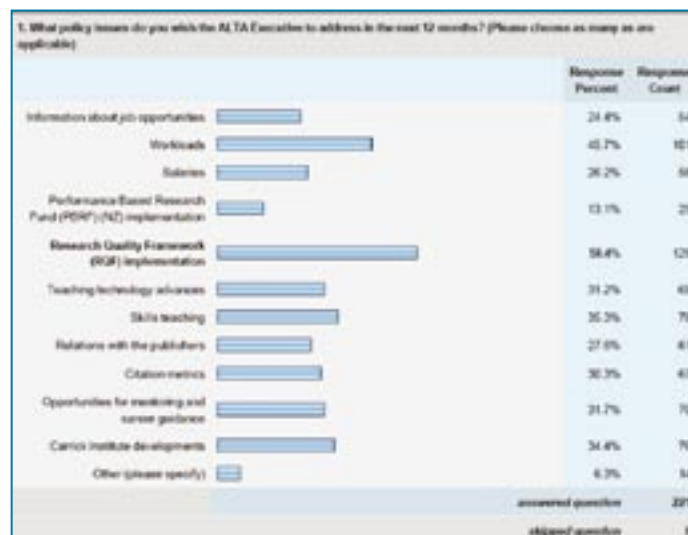 1. What policy issues do you wish the ALTA Executive to address in the next 12 months? (Please choose as many as are
applicable)
Response Percent
Response Count
Information about job opportunities 24.4%
Workloads 45.7% 101
Salaries 26.2%
Performance Based Research
Fund (PBRF) (NZ) implementation 13.1%
Research Quality Framework
(RQF) implementation
Teaching technology advances 31.2%
Skills teaching 35.3%
Relations with the publishers 27.6%
Citation metrics 30.3%
Opportunities for mentoring and
career guidance 31.7%
Carrick Institute developments 34.4%
Other (please specify) 6.3%
answered question 221
skipped question